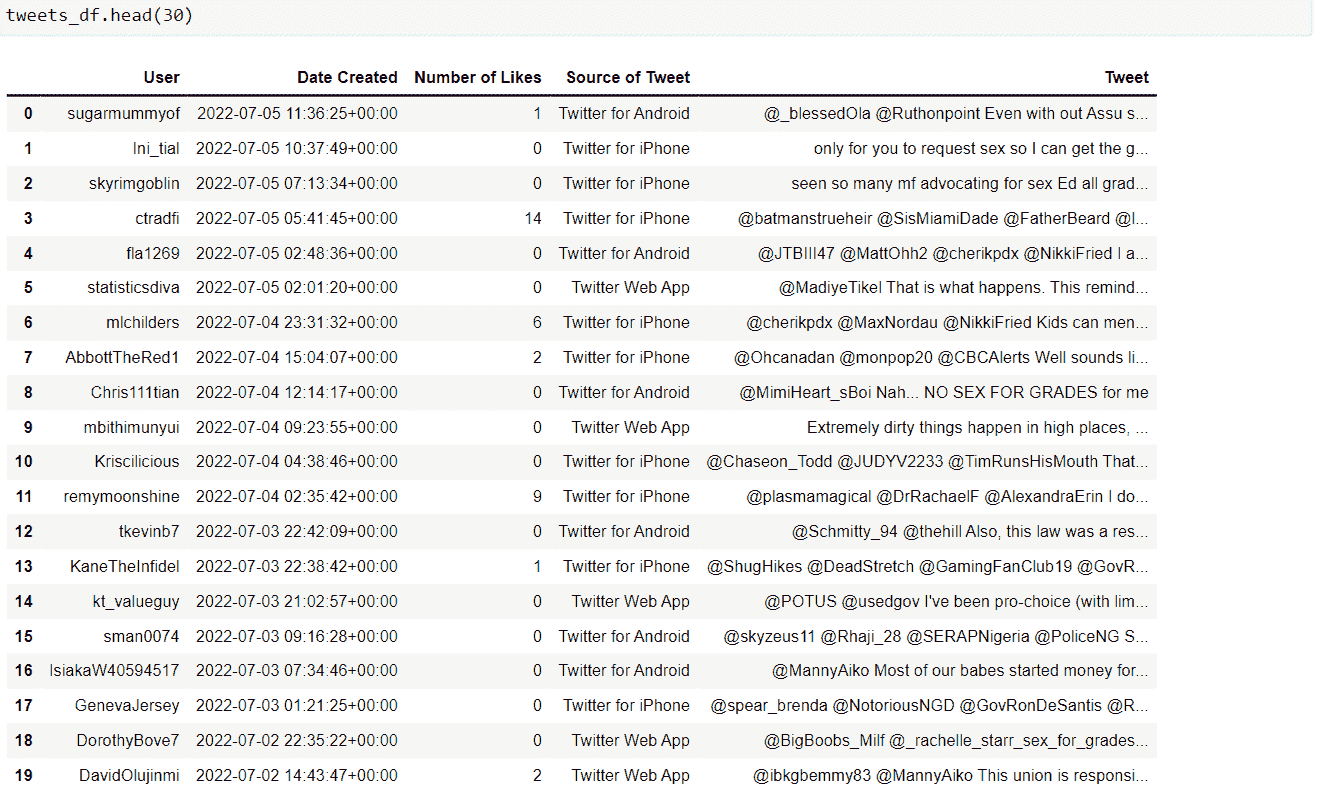 tweets_df.head(30)
User Date Created Number of Likes Source of Tweet Tweet
0 sugarmummyof 2022-07-05 11:36:25+00:00 1 Twitter for Android @_blessedOla @Ruthonpoint Even with out Assu s...
1 Ini_tial 2022-07-05 10:37:49+00:00 0 Twitter for iPhone only for you to request sex so I can get the g...
2 skyrimgoblin 2022-07-05 07:13:34+00:00 0 Twitter for iPhone seen so many mf advocating for sex Ed all grad...
3 ctradfi 2022-07-05 05:41:45+00:00 14 Twitter for iPhone @batmanstrueheir @SisMiamiDade @FatherBeard @I...
4 fla1269 2022-07-05 02:48:36+00:00 0 Twitter for Android @JTBIII47 @MattOhh2 @cherikpdx @NikkiFried I a...
5 statisticsdiva 2022-07-05 02:01:20+00:00 0 Twitter Web App @MadiyeTikel That is what happens. This remind...
6 mlchilders 2022-07-04 23:31:32+00:00 6 Twitter for iPhone @cherikpdx @MaxNordau @NikkiFried Kids can men...
7 AbbottTheRed1 2022-07-04 15:04:07+00:00 2 Twitter for iPhone @Ohcanadan @monpop20 @CBCAlerts Well sounds li...
8 Chris111tian 2022-07-04 12:14:17+00:00 0 Twitter for Android @MimiHeart_sBoi Nah... NO SEX FOR GRADES for me
9 mbithimunyui 2022-07-04 09:23:55+00:00 0 Twitter Web App Extremely dirty things happen in high places, ...
10 Kriscilicious 2022-07-04 04:38:46+00:00 0 Twitter for iPhone @Chaseon_Todd @JUDYV2233 @TimRunsHisMouth That...
11 remymoonshine 2022-07-04 02:35:42+00:00 9 Twitter for iPhone @plasmamagical @DrRachaelF @AlexandraErin I do...
12 tkevinb7 2022-07-03 22:42:09+00:00 0 Twitter for Android @Schmitty_94 @thehill Also, this law was a res...
13 KaneTheInfidel 2022-07-03 22:38:42+00:00 1 Twitter for iPhone @ShugHikes @DeadStretch @GamingFanClub19 @GovR...
14 kt_valueguy 2022-07-03 21:02:57+00:00 0 Twitter Web App @POTUS @usedgov I've been pro-choice (with lim...
15 sman0074 2022-07-03 09:16:28+00:00 0 Twitter for Android @skyzeus11 @Rhaji_28 @SERAPNigeria @PoliceNG S...
16 IsiakaW40594517 2022-07-03 07:34:46+00:00 0 Twitter for Android @MannyAiko Most of our babes started money for...
17 GenevaJersey 2022-07-03 01:21:25+00:00 0 Twitter for iPhone @spear_brenda @NotoriousNGD @GovRonDeSantis @R...
18 DorothyBove7 2022-07-02 22:35:22+00:00 0 Twitter Web App @BigBoobs_Milf @_rachelle_starr_sex_for_grades...
19 DavidOlujinmi 2022-07-02 14:43:47+00:00 2 Twitter Web App @ibkgbemmy83 @MannyAiko This union is responsi...